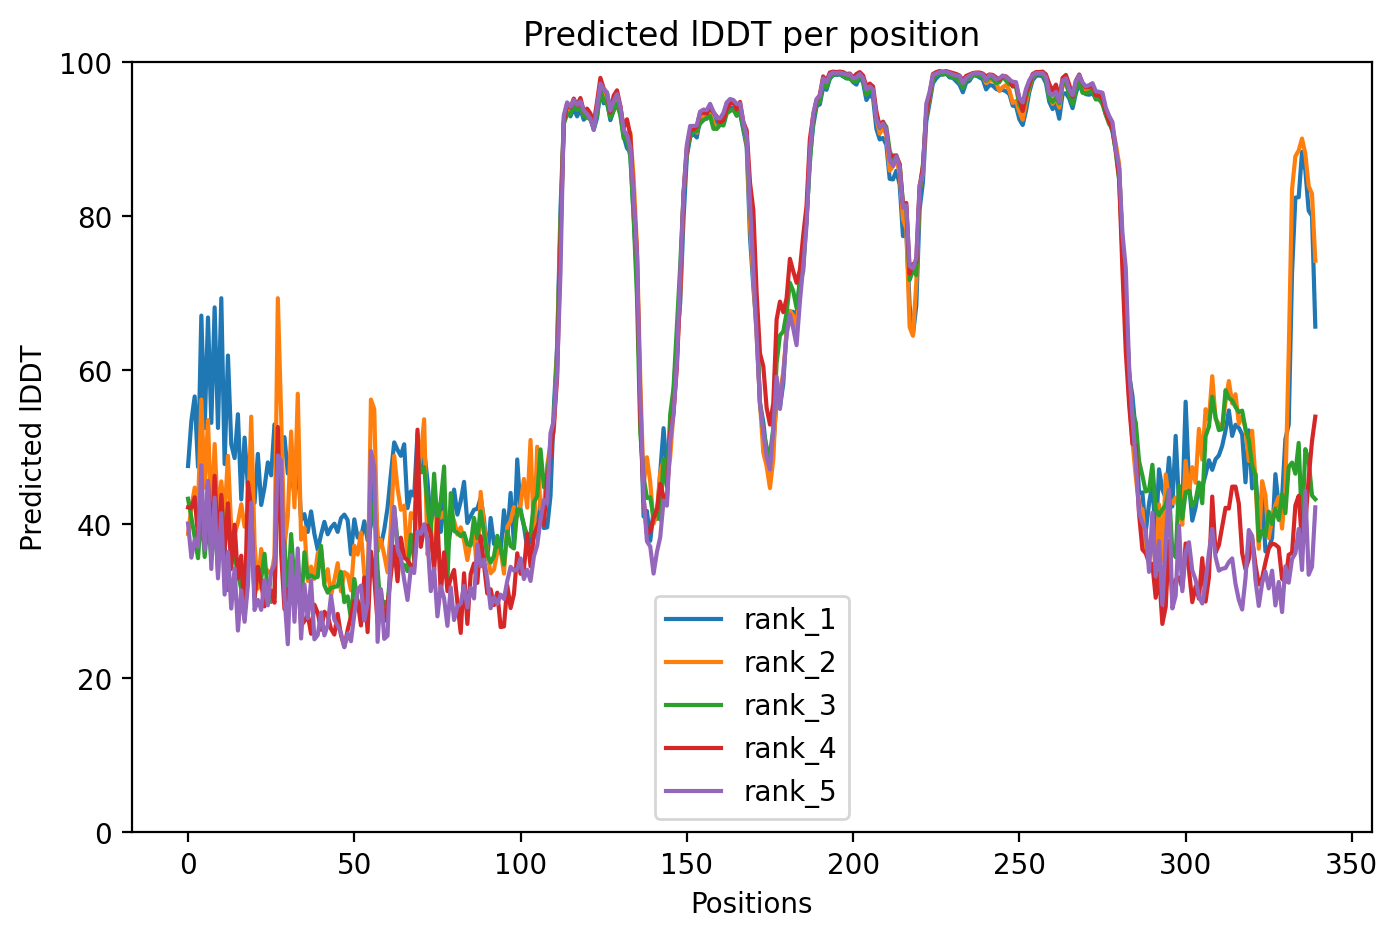 Predicted lDDT per position
100
80
60
40
20
0
Predicted lDDT
0 50 100 150 200 250 300 350
Positions
rank_1
rank_2
rank_3
rank_4
rank_5